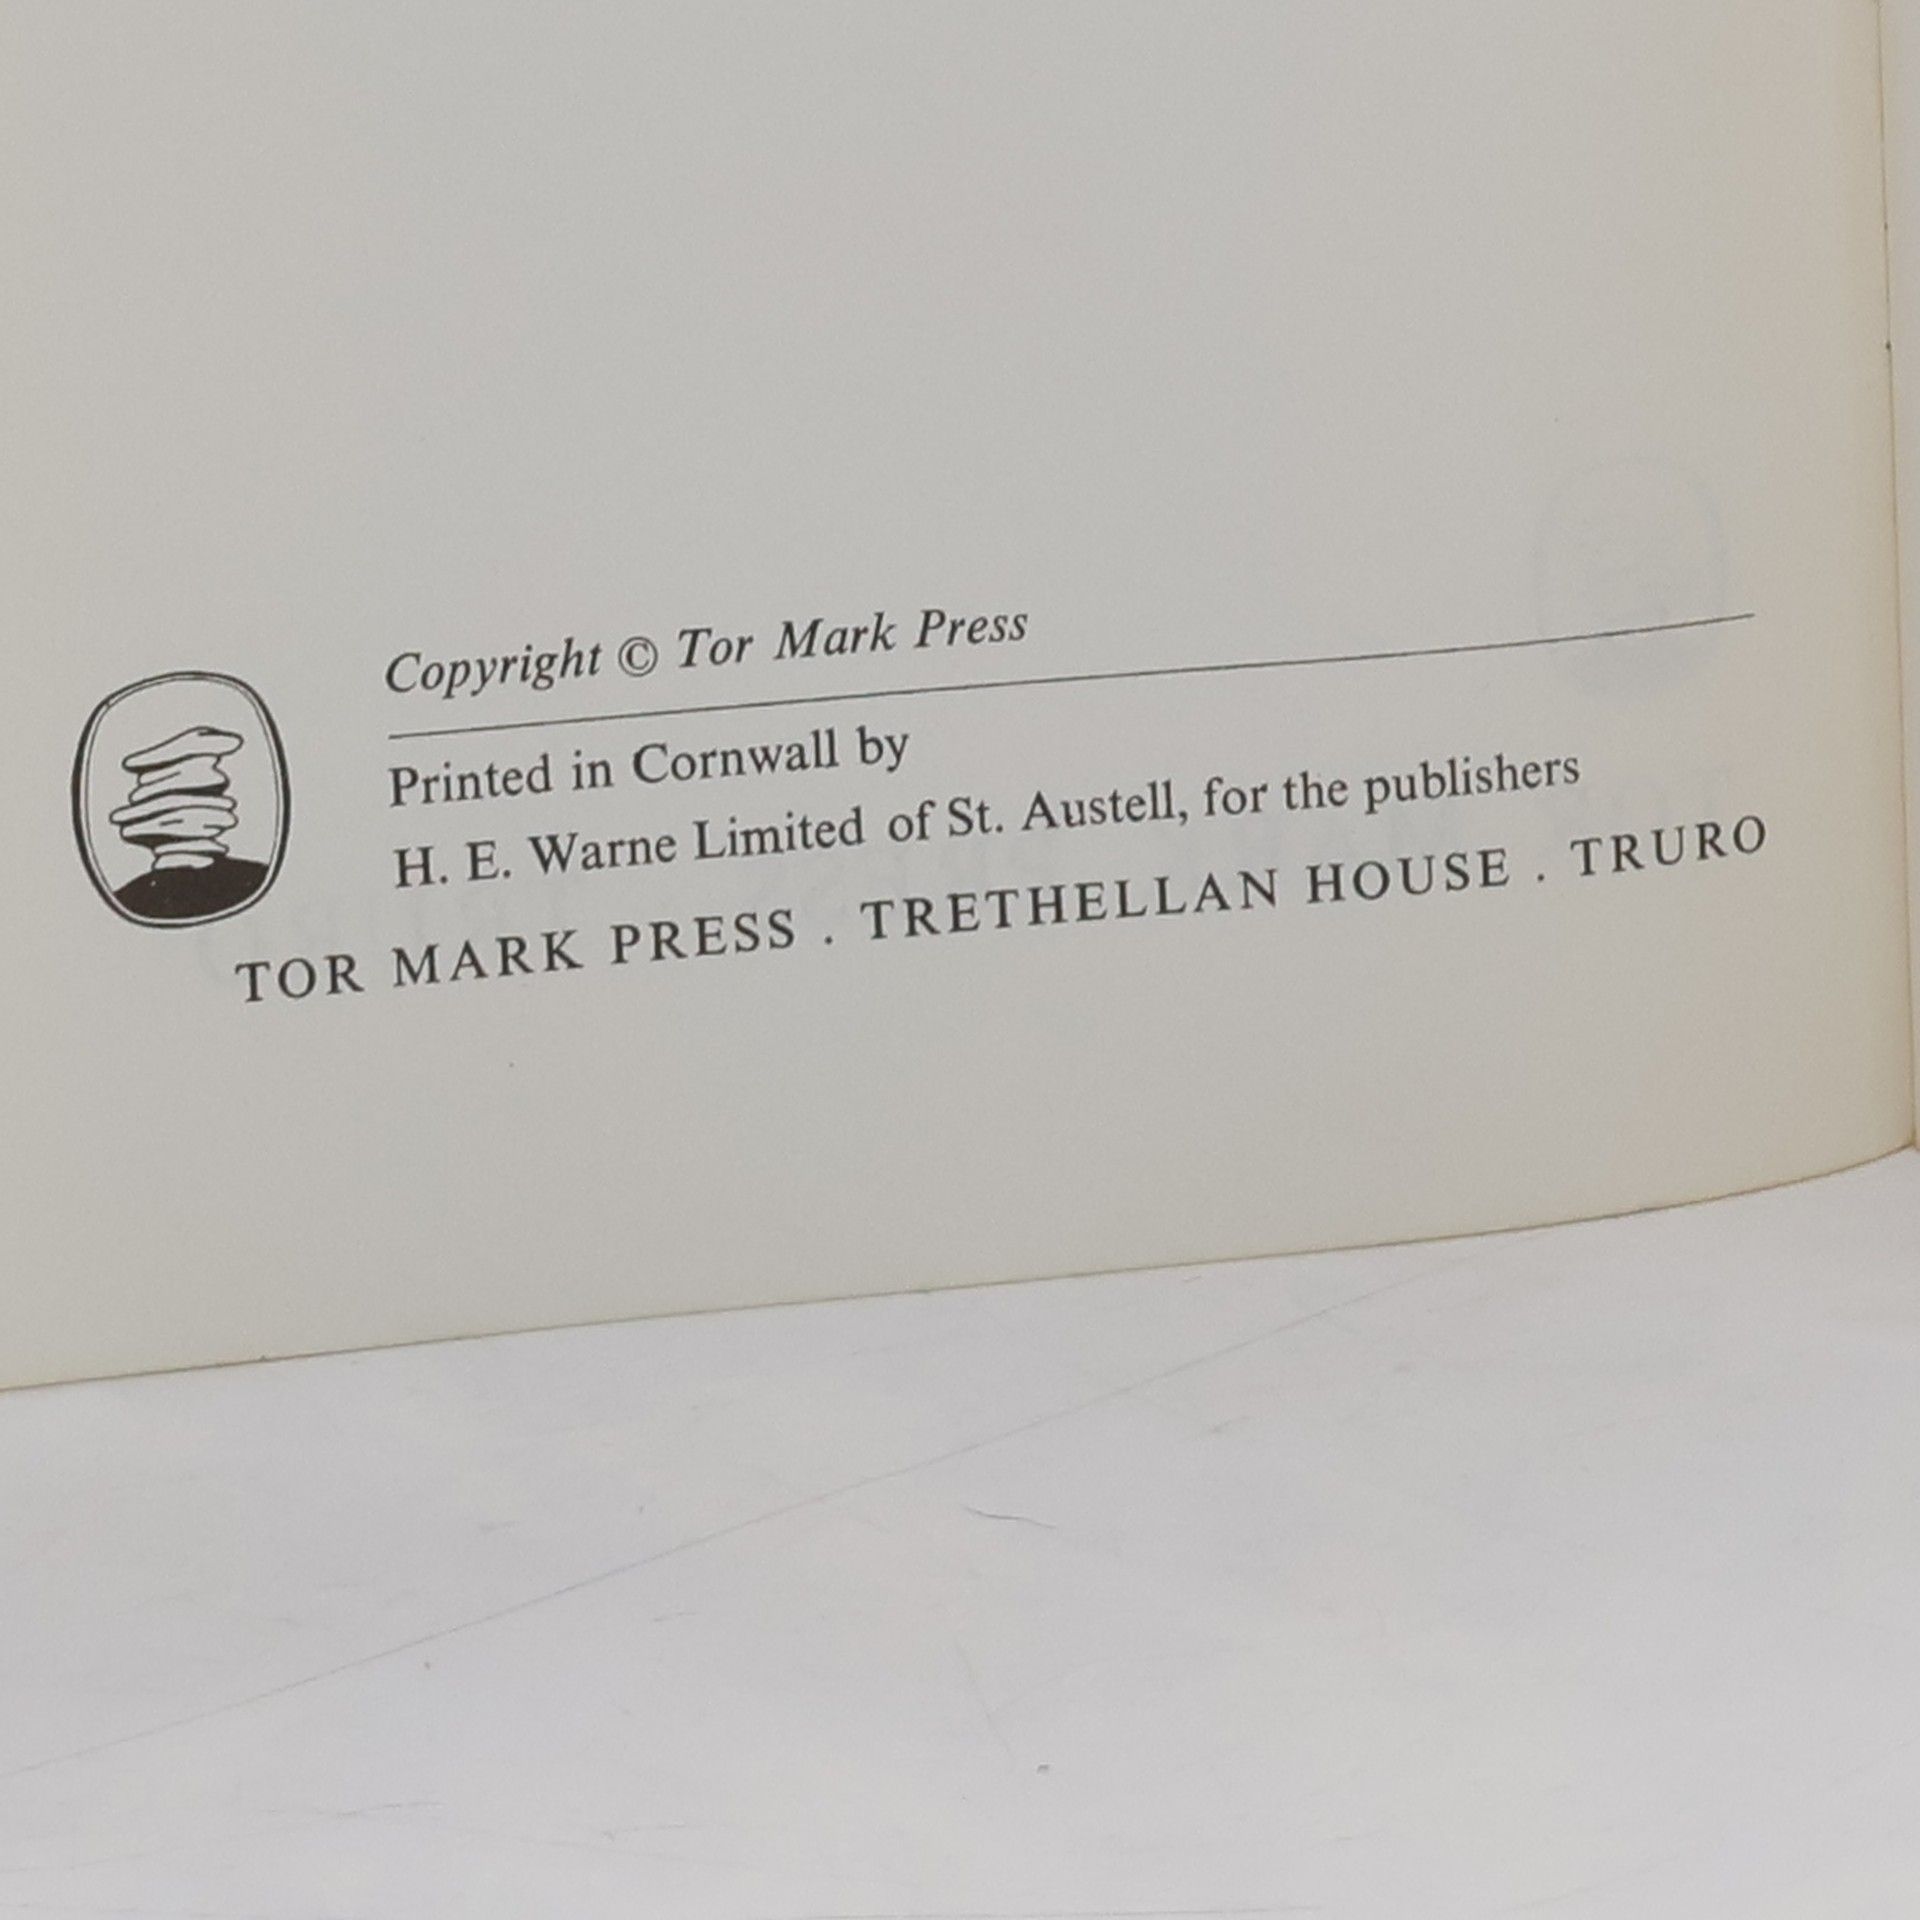 Copyright © Tor Mark Press
Printed in Cornwall by
H. E. Warne Limited of St. Austell, for the publishers
TOR MARK PRESS . TRETHELLAN HOUSE . TRURO